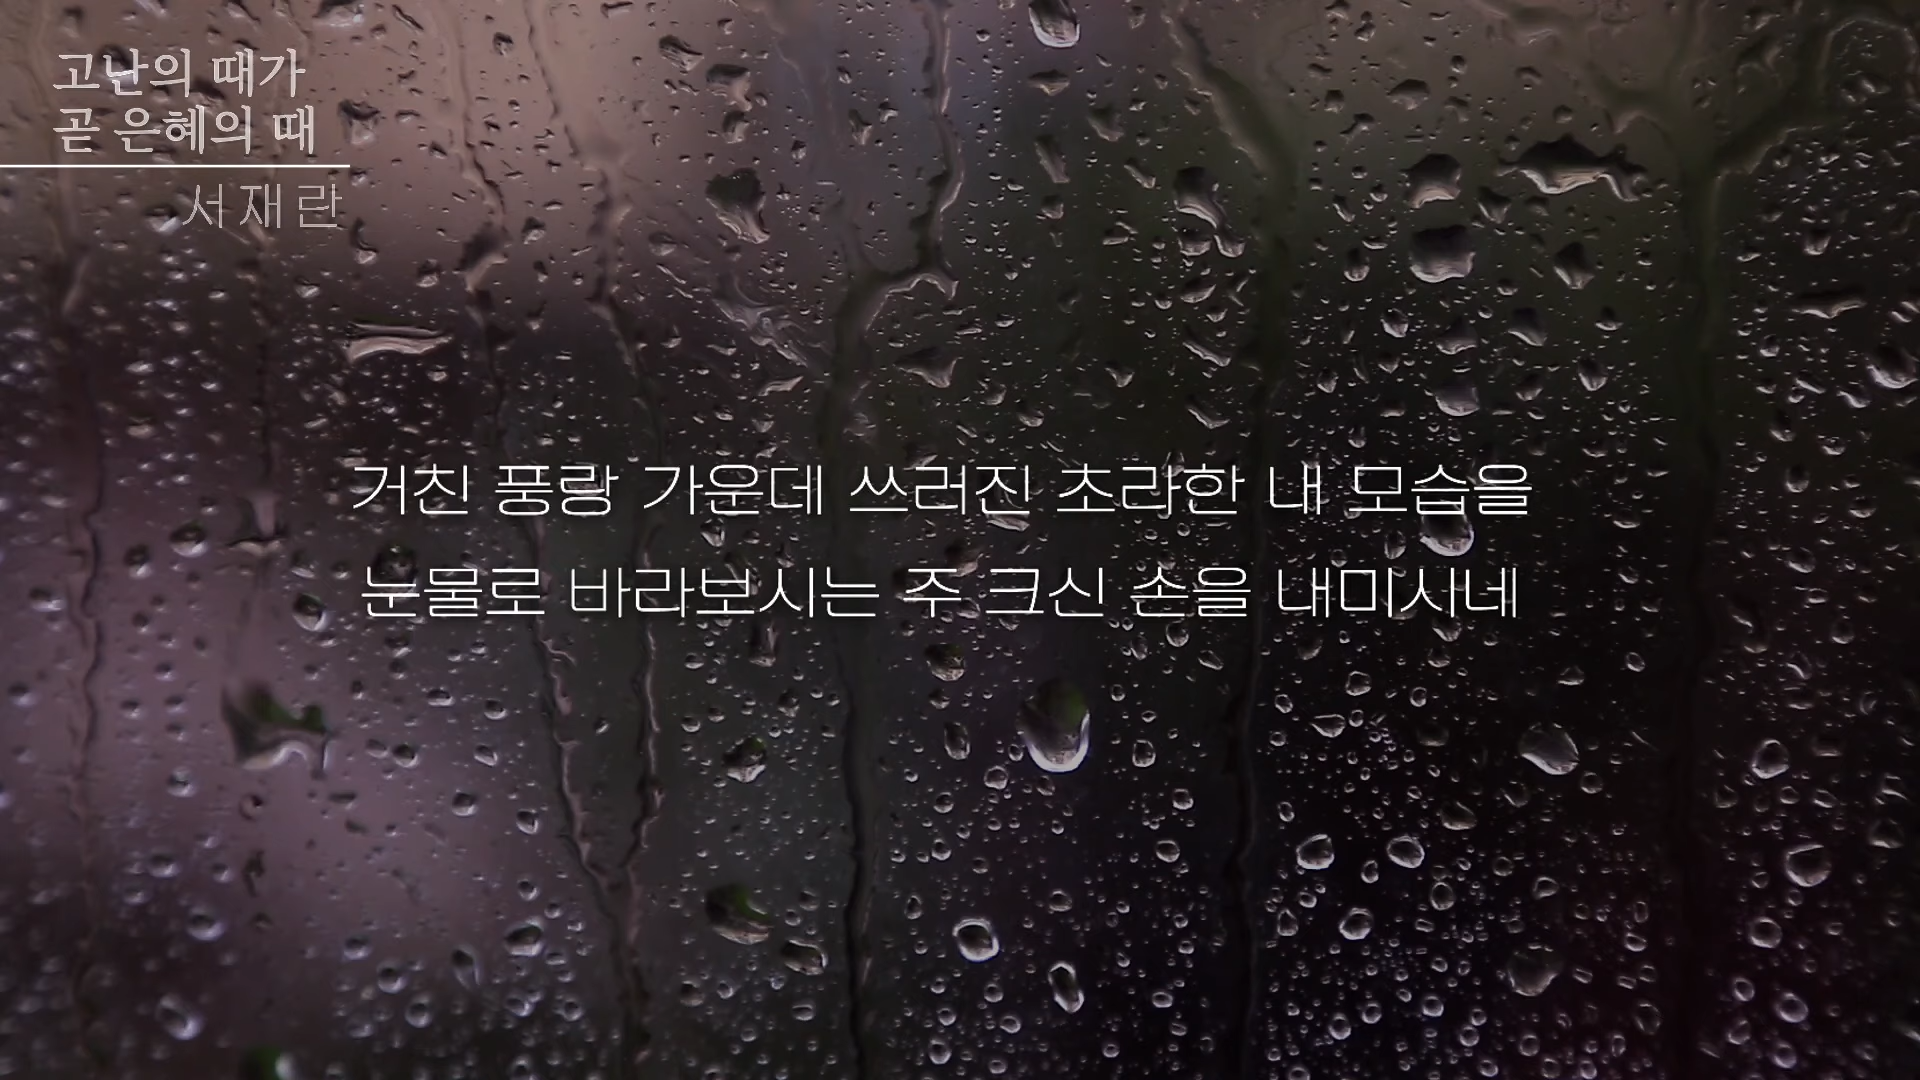 고난의 때가
곧 은혜의 때
서재란
거친 풍랑 가운데 쓰러진 초라한 내 모습을
눈물로 바라보시는 주 크신 손을 내미시네